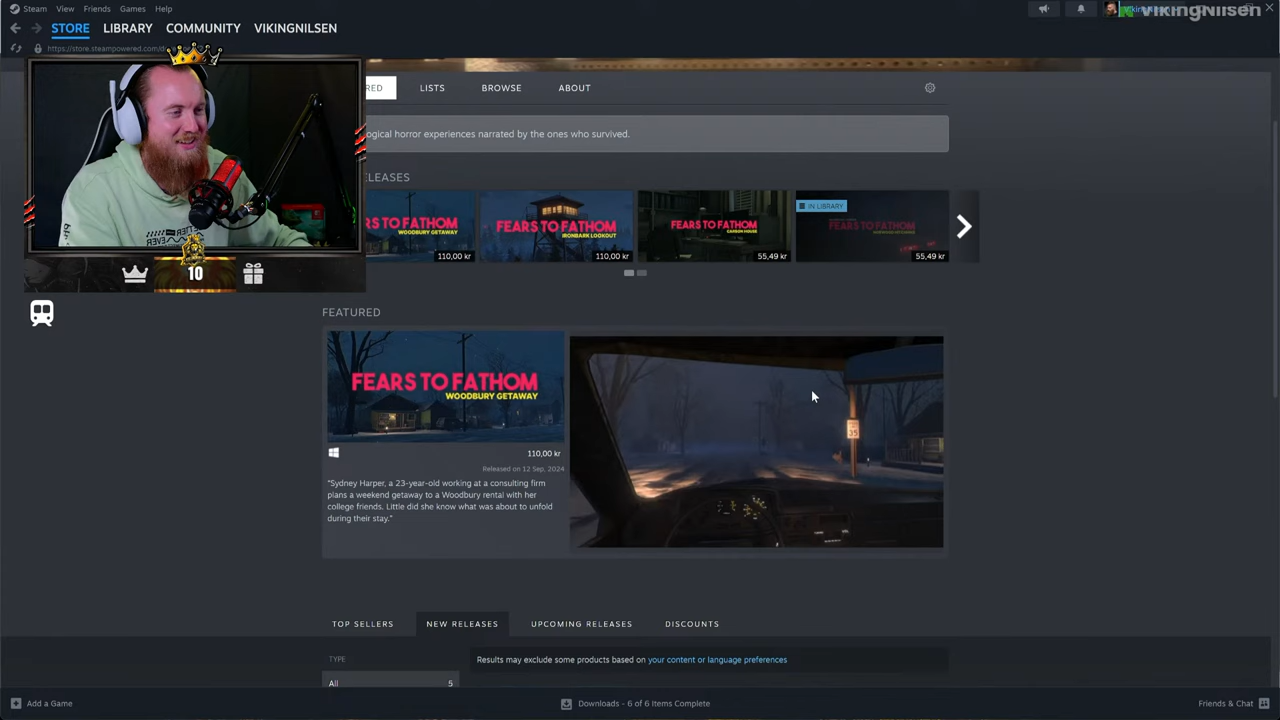 Steam View Friends Games Help
VIKINGNILSEN
STORE LIBRARY COMMUNITY VIKINGNILSEN
https://store.steampowered.com/
RED LISTS BROWSE ABOUT
ogical horror experiences narrated by the ones who survived.
ELEASES
RS TO FATHOM
WOODBURY GETAWAY
110,00 kr
FEARS TO FATHOM
IRONBARK LOOKOUT
110,00 kr
FEARS TO FATHOM
CARSON HOUSE
55,49 kr
IN LIBRARY
FEARS TO FATHOM
55,49 kr
10
FEATURED
FEARS TO FATHOM
WOODBURY GETAWAY
110,00 kr
Released on 12 Sep, 2024
"Sydney Harper, a 23-year-old working at a consulting firm
plans a weekend getaway to a Woodbury rental with her
college friends. Little did she know what was about to unfold
during their stay."
35
TOP SELLERS NEW RELEASES UPCOMING RELEASES DISCOUNTS
TYPE
All 5
Results may exclude some products based on your content or language preferences
Add a Game
Downloads - 6 of 6 Items Complete
Friends & Chat